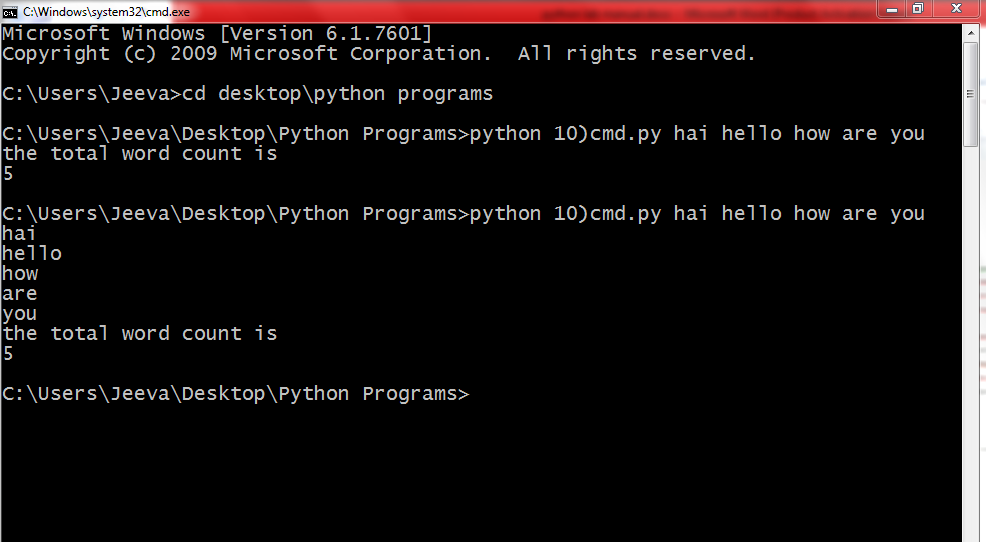 C:\Windows\system32\cmd.exe
Microsoft Windows [Version 6.1.7601]
Copyright (c) 2009 Microsoft Corporation.  All rights reserved.
C:\Users\Jeeva>cd desktop\python programs
C:\Users\Jeeva\Desktop\Python Programs>python 10)cmd.py hai hello how are you
the total word count is
5
C:\Users\Jeeva\Desktop\Python Programs>python 10)cmd.py hai hello how are you
hai
hello
how
are
you
the total word count is
5
C:\Users\Jeeva\Desktop\Python Programs>